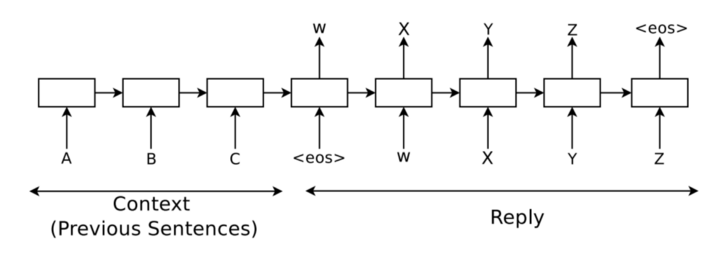 w X Y Z <eos>
A B C <eos> w X Y Z
Context
(Previous Sentences)
Reply